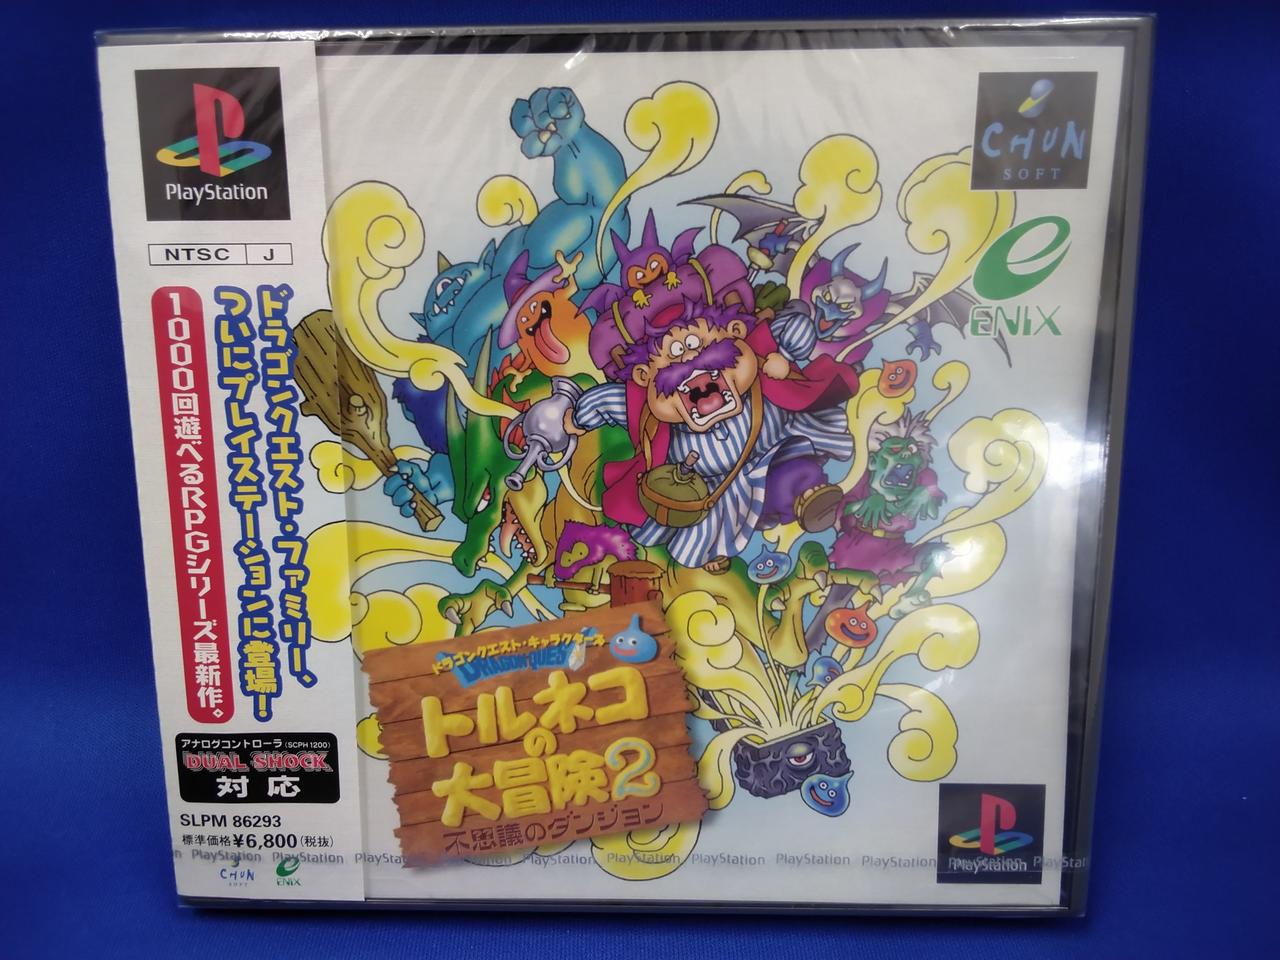 PlayStation
NTSC J
ドラゴンクエスト・ファミリー、
ついにプレイステーションに登場!
1000回遊べるRPGシリーズ最新作。
アナログコントローラ(SCPH 1200)
DUAL SHOCK
対応
SLPM 86293
標準価格¥6,800(税抜)
CHUN
SOFT
ENIX
CHUN
SOFT
ENIX
ドラゴンクエスト・キャラクターズ
DRAGON QUEST
トルネコ
の
大冒険2
不思議のダンジョン
PlayStation
PlayStation PlayStation PlayStation PlayStation PlayStation PlayStation